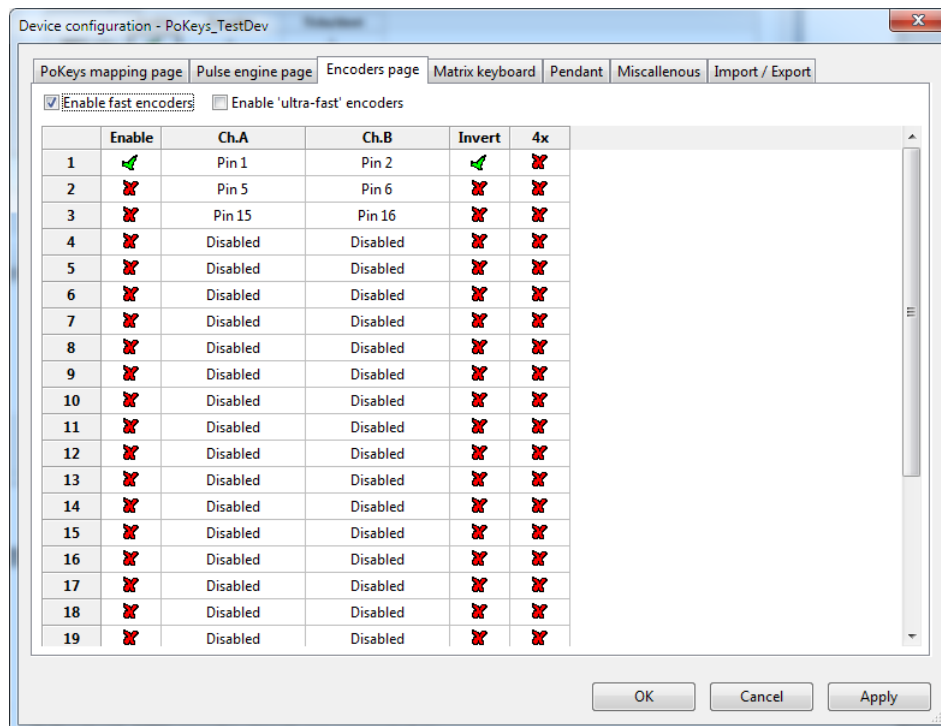 Device configuration - PoKeys_TestDev
PoKeys mapping page Pulse engine page Encoders page Matrix keyboard Pendant Miscallenous Import / Export
Enable fast encoders Enable 'ultra-fast' encoders
Enable Ch.A Ch.B Invert 4x
1 Pin 1 Pin 2
2 Pin 5 Pin 6
3 Pin 15 Pin 16
4 Disabled Disabled
5 Disabled Disabled
6 Disabled Disabled
7 Disabled Disabled
8 Disabled Disabled
9 Disabled Disabled
10 Disabled Disabled
11 Disabled Disabled
12 Disabled Disabled
13 Disabled Disabled
14 Disabled Disabled
15 Disabled Disabled
16 Disabled Disabled
17 Disabled Disabled
18 Disabled Disabled
19 Disabled Disabled
OK Cancel Apply